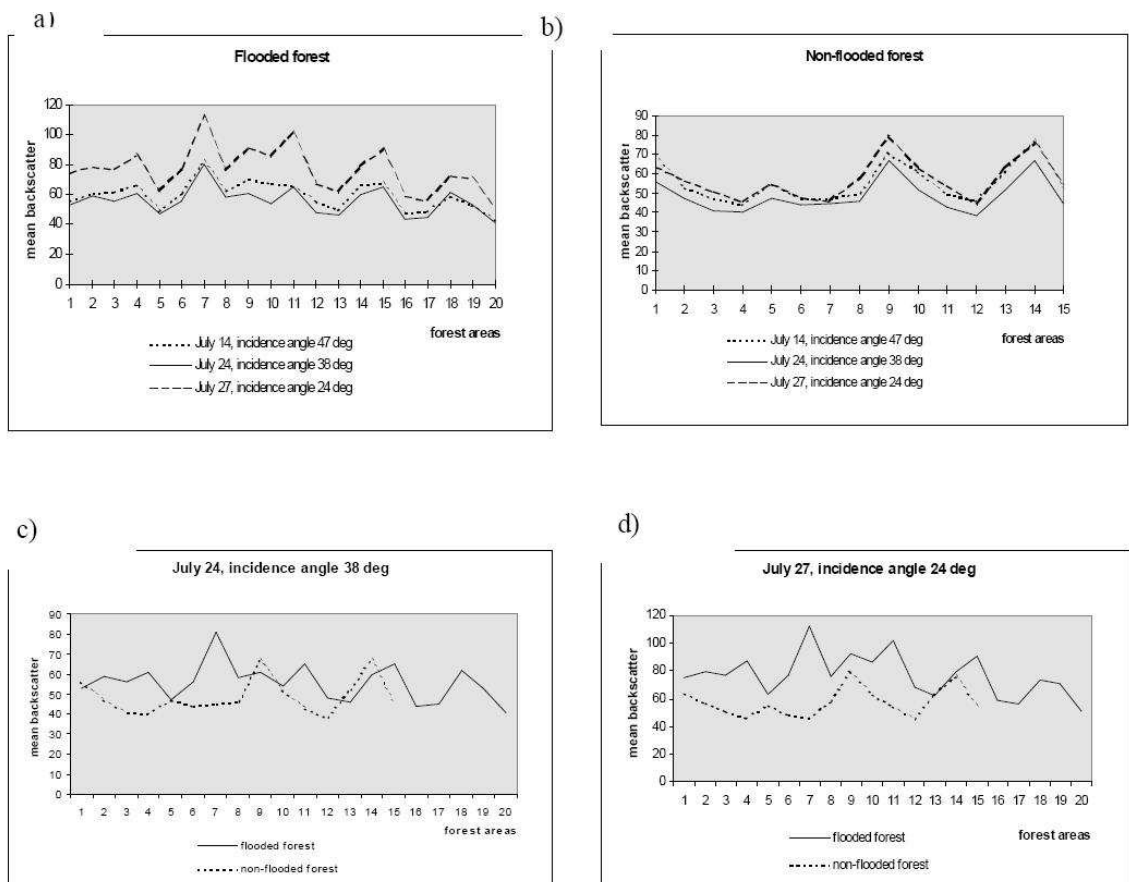 a)
Flooded forest
mean backscatter
120
100
80
60
40
20
0
1 2 3 4 5 6 7 8 9 10 11 12 13 14 15 16 17 18 19 20
forest areas
July 14, incidence angle 47 deg
July 24, incidence angle 38 deg
July 27, incidence angle 24 deg
b)
Non-flooded forest
mean backscatter
90
80
70
60
50
40
30
20
10
0
1 2 3 4 5 6 7 8 9 10 11 12 13 14 15
forest areas
July 14, incidence angle 47 deg
July 24, incidence angle 38 deg
July 27, incidence angle 24 deg
c)
July 24, incidence angle 38 deg
mean backscatter
90
80
70
60
50
40
30
20
10
0
1 2 3 4 5 6 7 8 9 10 11 12 13 14 15 16 17 18 19 20
forest areas
flooded forest
non-flooded forest
d)
July 27, incidence angle 24 deg
mean backscatter
120
100
80
60
40
20
0
1 2 3 4 5 6 7 8 9 10 11 12 13 14 15 16 17 18 19 20
flooded forest
forest areas
non-flooded forest